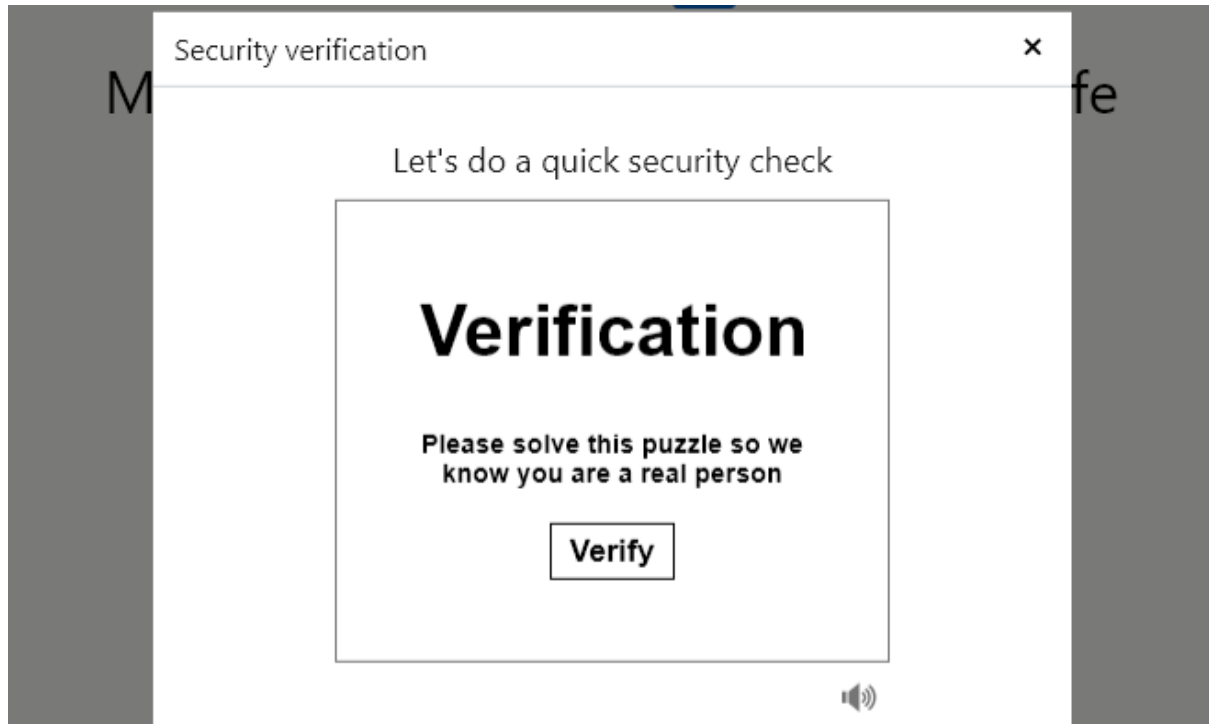 Security verification
M fe
Let's do a quick security check
Verification
Please solve this puzzle so we
know you are a real person
Verify